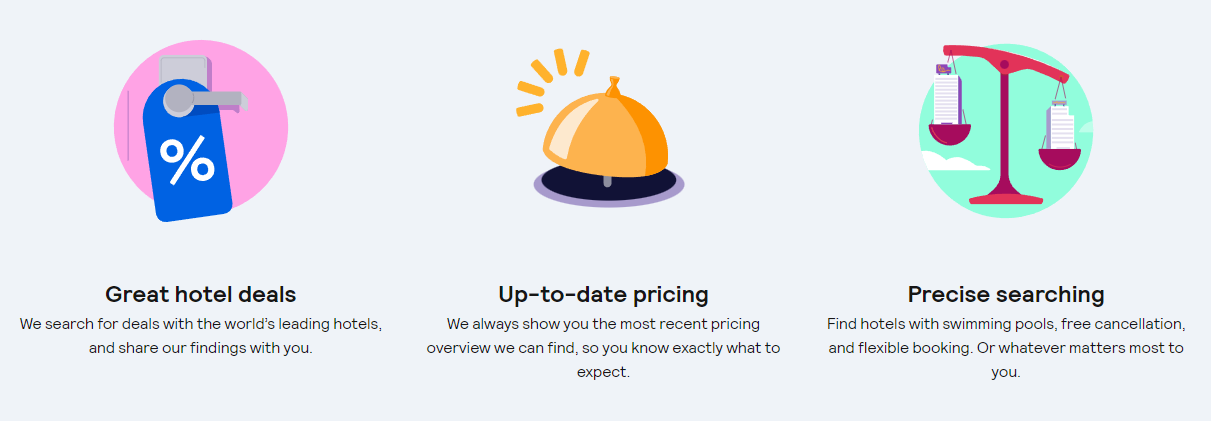 %
Great hotel deals
We search for deals with the world's leading hotels,
and share our findings with you.
Up-to-date pricing
We always show you the most recent pricing
overview we can find, so you know exactly what to
expect.
Precise searching
Find hotels with swimming pools, free cancellation,
and flexible booking. Or whatever matters most to
you.